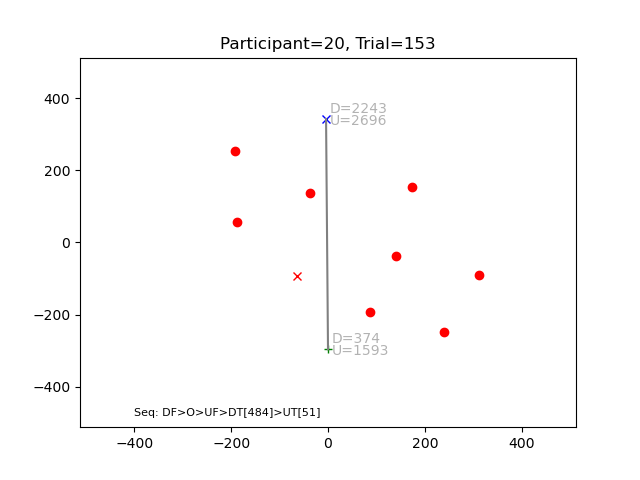 Participant=20, Trial=153
400
200
0
−200
−400
D=2243
U=2696
D=374
U=1593
Seq: DF>O>UF>DT[484]>UT[51]
−400
−200
0
200
400